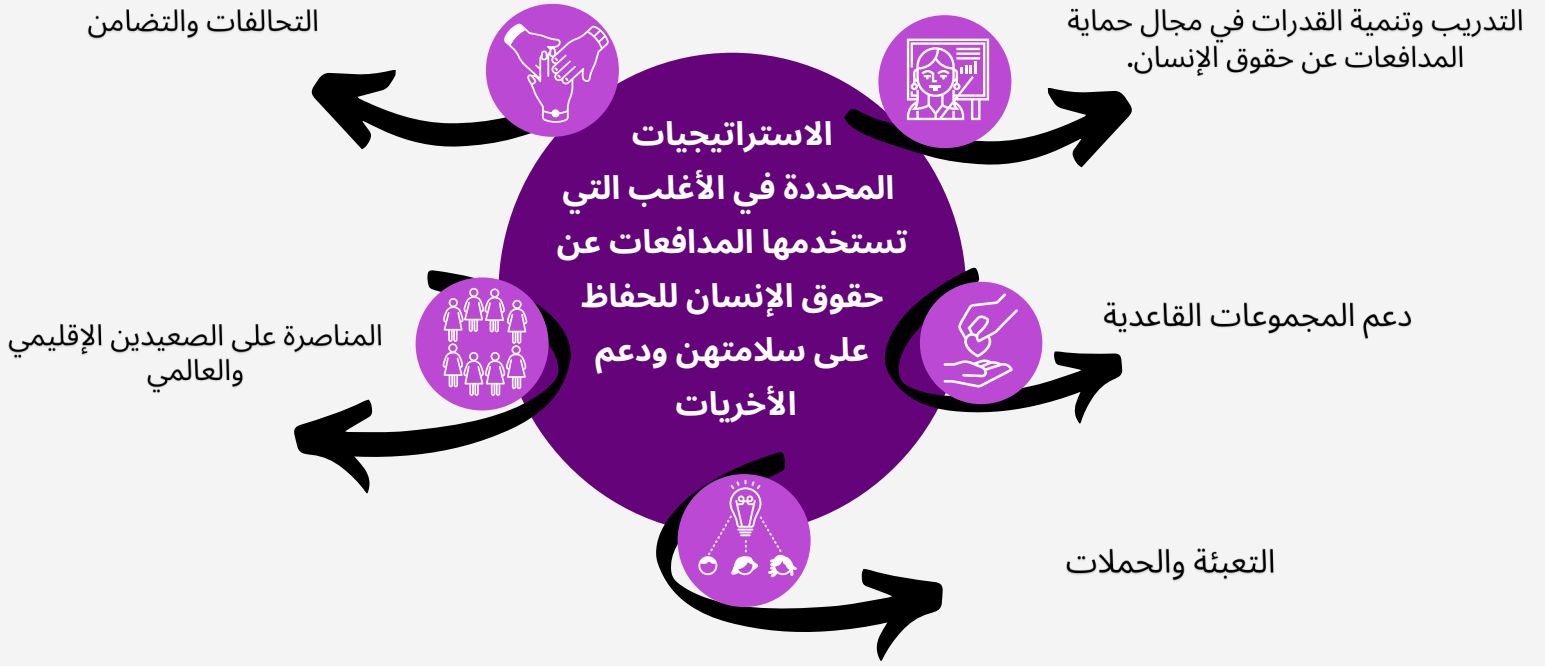 التدريب وتنمية القدرات في مجال حماية
المدافعات عن حقوق الإنسان.
التحالفات والتضامن
الاستراتيجيات
المحددة في الأغلب التي
تستخدمها المدافعات عن
حقوق الإنسان للحفاظ
على سلامتهن ودعم
الأخريات
دعم المجموعات القاعدية
المناصرة على الصعيدين الإقليمي
والعالمي
التعبئة والحملات